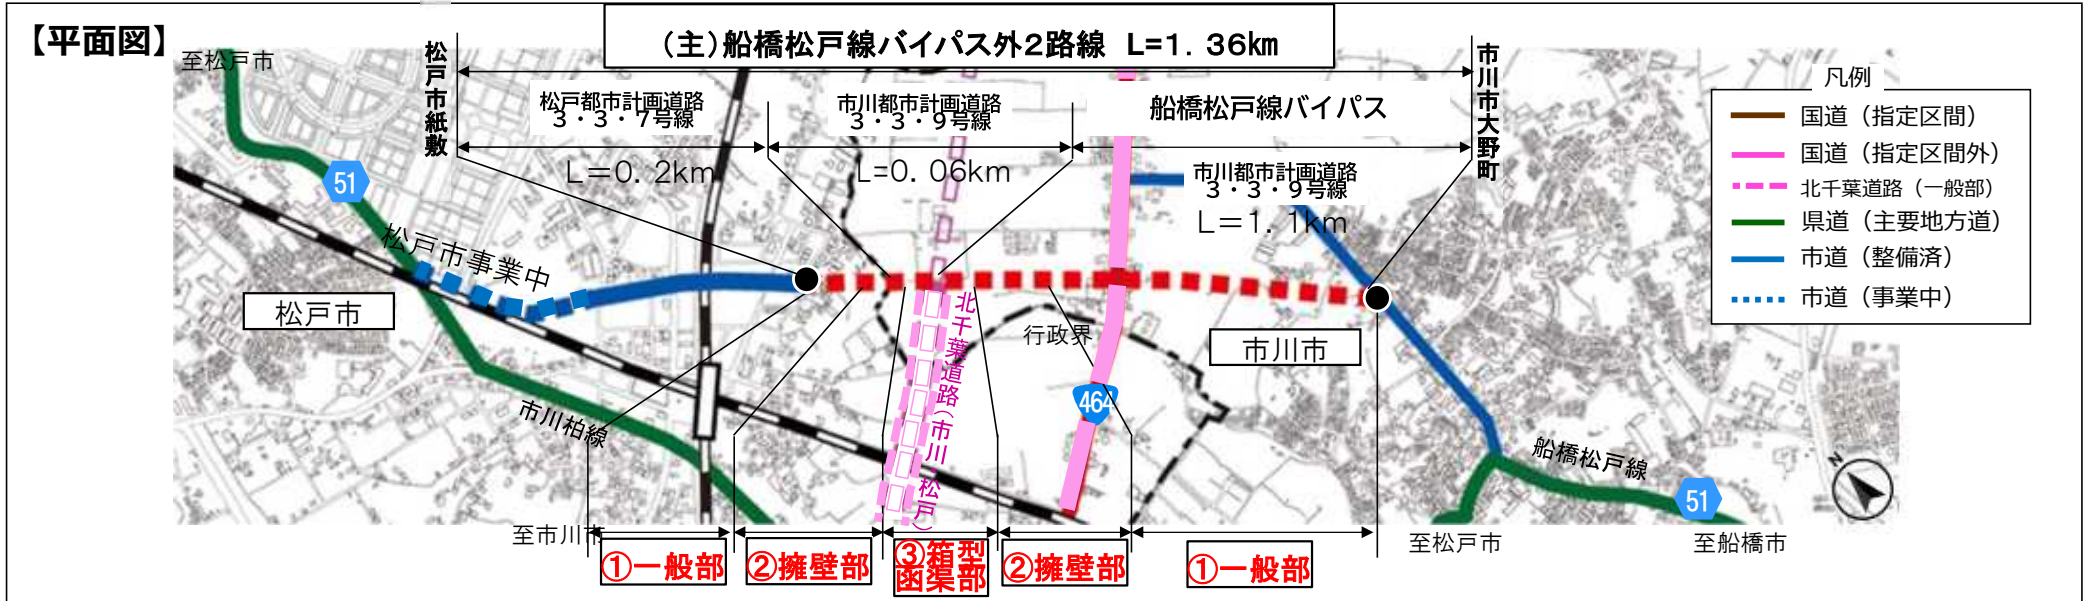 【平面図】
(主)船橋松戸線バイパス外2路線 L=1.36km
至松戸市
松戸市紙敷
松戸都市計画道路
3・3・7号線
L=0.2km
市川都市計画道路
3・3・9号線
L=0.06km
船橋松戸線バイパス
市川都市計画道路
3・3・9号線
L=1.1km
市川市大野町
凡例
国道(指定区間)
国道(指定区間外)
北千葉道路(一般部)
県道(主要地方道)
市道(整備済)
市道(事業中)
51
松戸市事業中
松戸市
北千葉道路(市川 松戸)
行政界
市川市
464
市川柏線
船橋松戸線
51
N
至市川市
至松戸市
至船橋市
①一般部
②擁壁部
③箱型
函渠部
②擁壁部
①一般部